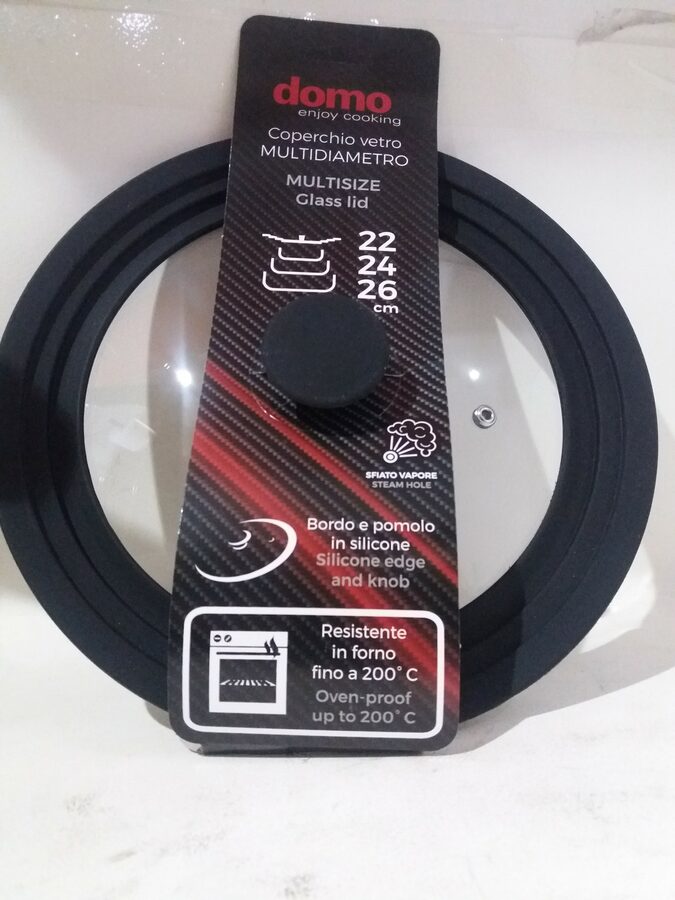 domo
enjoy cooking
Coperchio vetro
MULTIDIAMETRO
MULTISIZE
Glass lid
22
24
26
cm
SFIATO VAPORE
STEAM HOLE
Bordo e pomolo
in silicone
Silicone edge
and knob
Resistente
in forno
fino a 200°C
Oven-proof
up to 200°C